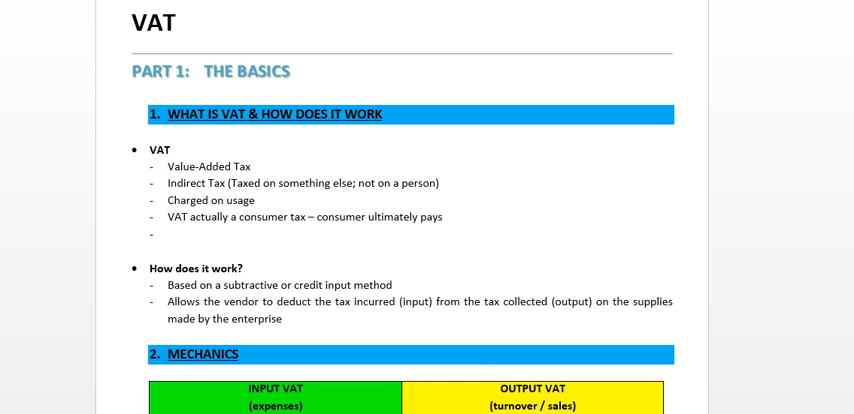 VAT
PART 1: THE BASICS
1. WHAT IS VAT & HOW DOES IT WORK
• VAT
- Value-Added Tax
- Indirect Tax (Taxed on something else; not on a person)
- Charged on usage
- VAT actually a consumer tax – consumer ultimately pays
-
• How does it work?
- Based on a subtractive or credit input method
- Allows the vendor to deduct the tax incurred (input) from the tax collected (output) on the supplies
made by the enterprise
2. MECHANICS
INPUT VAT OUTPUT VAT
(expenses) (turnover / sales)